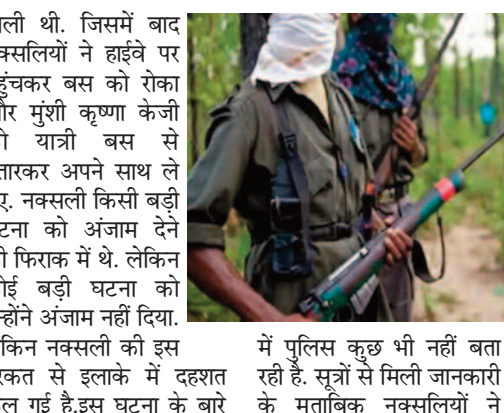 ली थी. जिसमें बाद
क्सलियों ने हाईवे पर
हुंचकर बस को रोका
और मुंशी कृष्णा केजी
को यात्री बस से
तारकर अपने साथ ले
ए. नक्सली किसी बड़ी
टना को अंजाम देने
ी फिराक में थे. लेकिन
ोई बड़ी घटना को
न्होंने अंजाम नहीं दिया.
किन नक्सली की इस
रकत से इलाके में दहशत
ल गई है.इस घटना के बारे
में पुलिस कुछ भी नहीं बता
रही है. सूत्रों से मिली जानकारी
के मुताबिक नक्सलियों ने